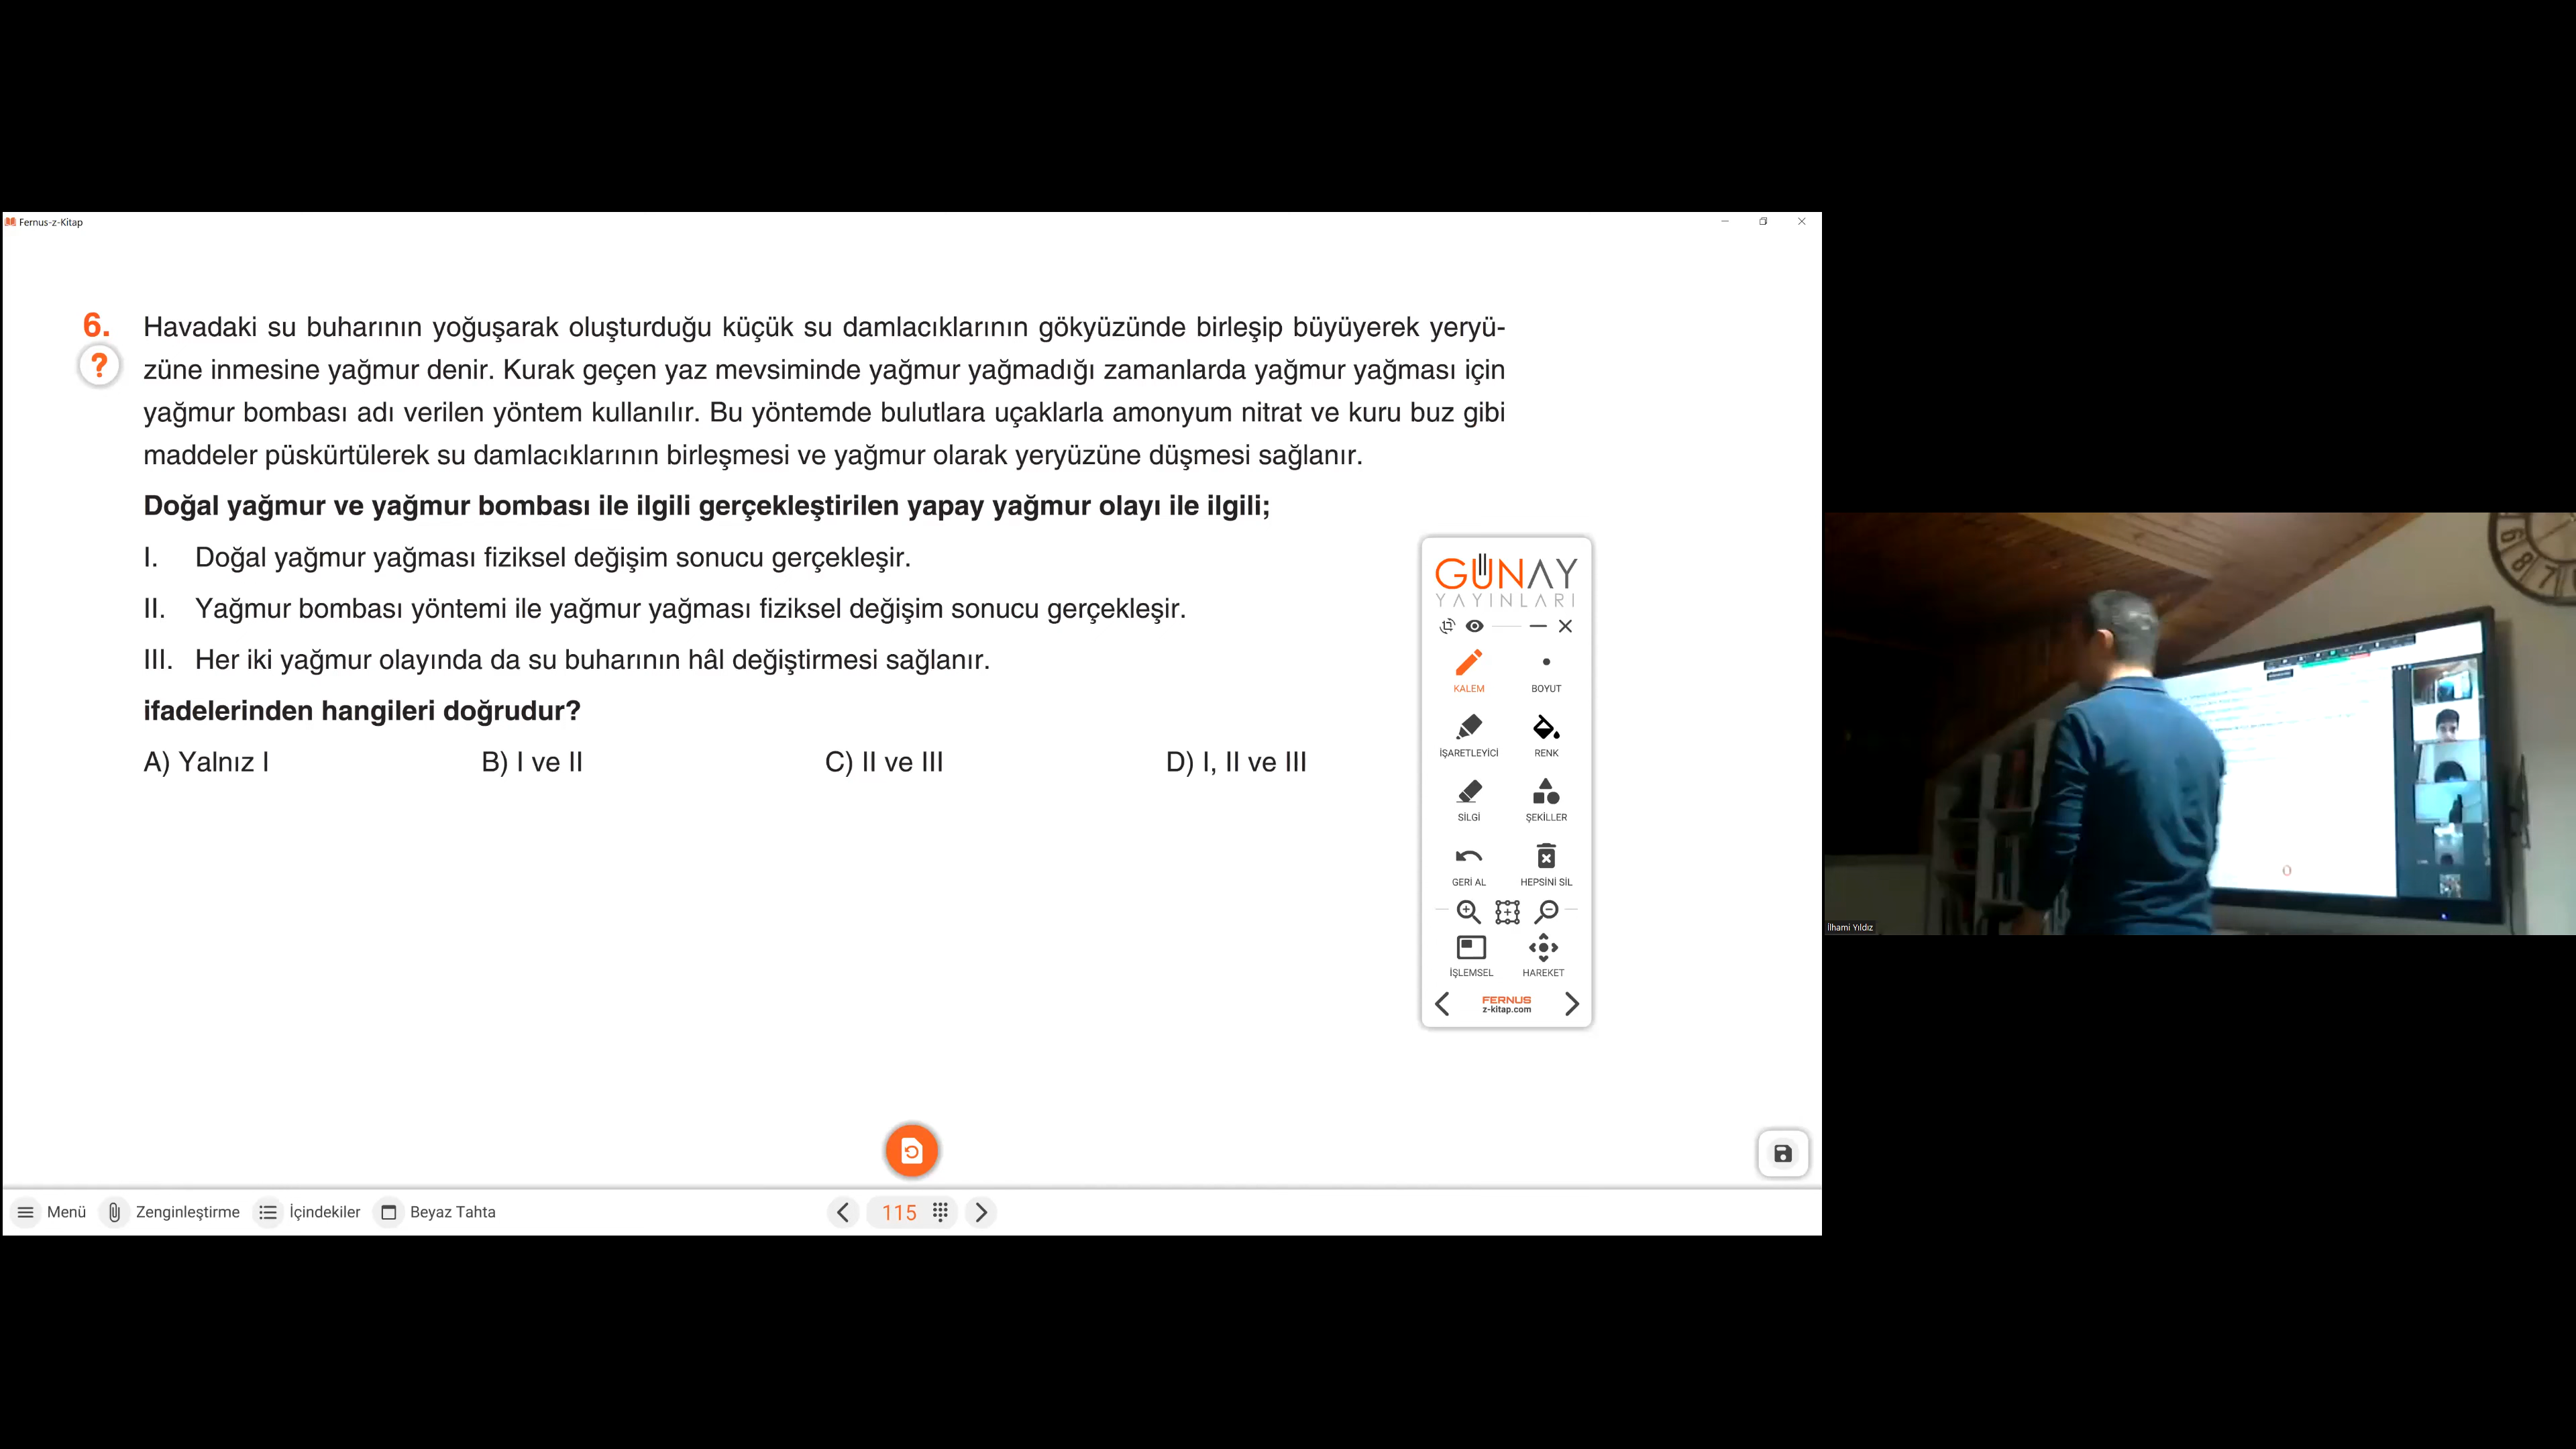 Fernus-z-Kitap
6. Havadaki su buharının yoğuşarak oluşturduğu küçük su damlacıklarının gökyüzünde birleşip büyüyerek yeryü-
? züne inmesine yağmur denir. Kurak geçen yaz mevsiminde yağmur yağmadığı zamanlarda yağmur yağması için
yağmur bombası adı verilen yöntem kullanılır. Bu yöntemde bulutlara uçaklarla amonyum nitrat ve kuru buz gibi
maddeler püskürtülerek su damlacıklarının birleşmesi ve yağmur olarak yeryüzüne düşmesi sağlanır.
Doğal yağmur ve yağmur bombası ile ilgili gerçekleştirilen yapay yağmur olayı ile ilgili;
I. Doğal yağmur yağması fiziksel değişim sonucu gerçekleşir.
II. Yağmur bombası yöntemi ile yağmur yağması fiziksel değişim sonucu gerçekleşir.
III. Her iki yağmur olayında da su buharının hâl değiştirmesi sağlanır.
ifadelerinden hangileri doğrudur?
A) Yalnız I B) I ve II C) II ve III D) I, II ve III
GÜNAY
YAYINLARI
KALEM BOYUT
İŞARETLEYİCİ RENK
SİLGİ ŞEKİLLER
GERİ AL HEPSİNİ SİL
İŞLEMSEL HAREKET
FERNUS
z-kitap.com
Menü Zenginleştirme İçindekiler Beyaz Tahta 115
6 8 7
İlhami Yıldız